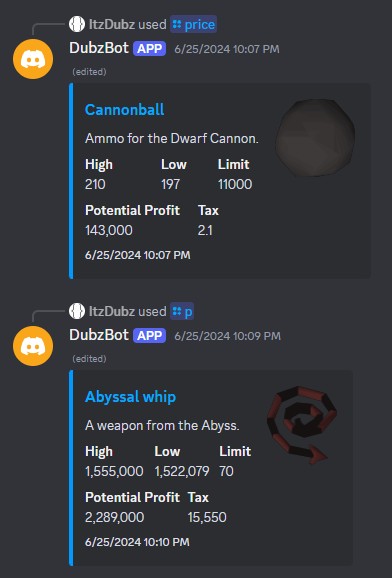 ItzDubz used price
DubzBot APP 6/25/2024 10:07 PM
(edited)
Cannonball
Ammo for the Dwarf Cannon.
High Low Limit
210 197 11000
Potential Profit Tax
143,000 2.1
6/25/2024 10:07 PM
ItzDubz used p
DubzBot APP 6/25/2024 10:09 PM
(edited)
Abyssal whip
A weapon from the Abyss.
High Low Limit
1,555,000 1,522,079 70
Potential Profit Tax
2,289,000 15,550
6/25/2024 10:10 PM